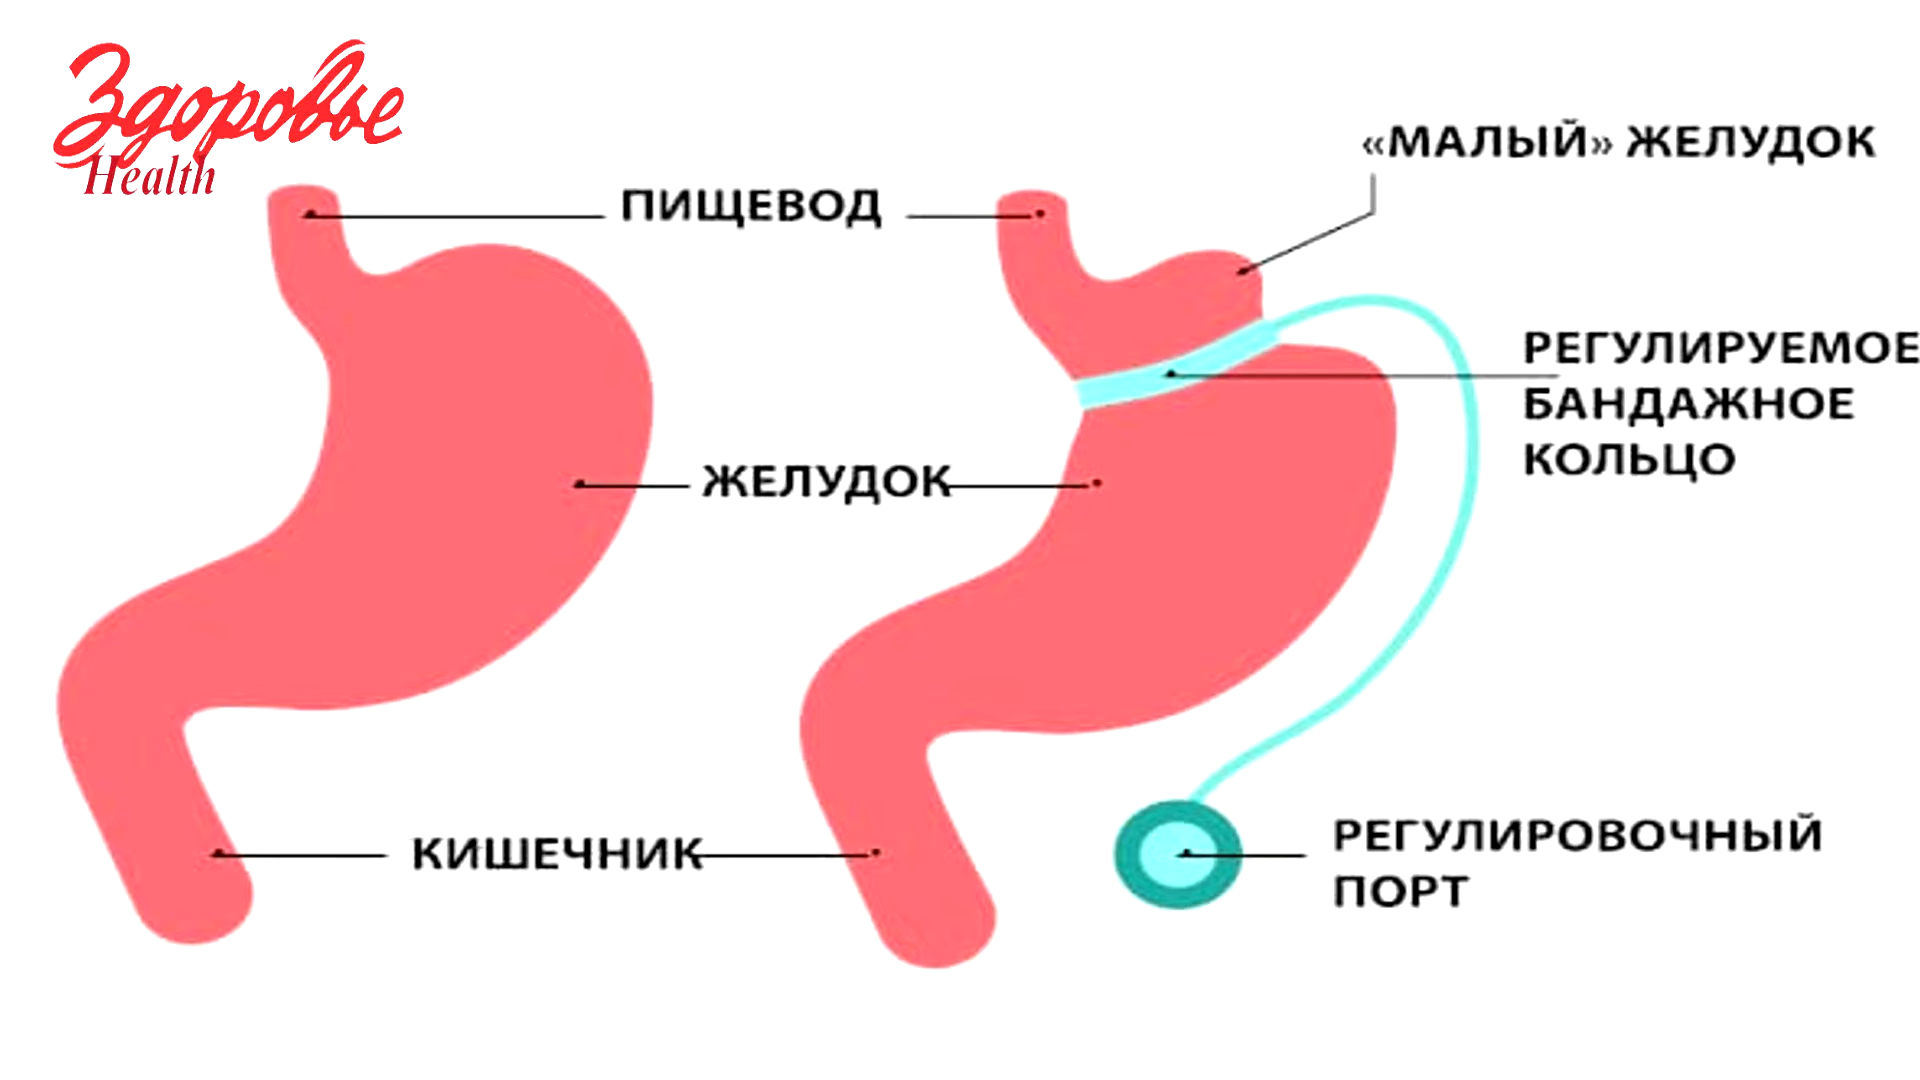 Здоровье
Health
«МАЛЫЙ» ЖЕЛУДОК
ПИЩЕВОД
РЕГУЛИРУЕМОЕ
БАНДАЖНОЕ
КОЛЬЦО
ЖЕЛУДОК
КИШЕЧНИК
РЕГУЛИРОВОЧНЫЙ
ПОРТ